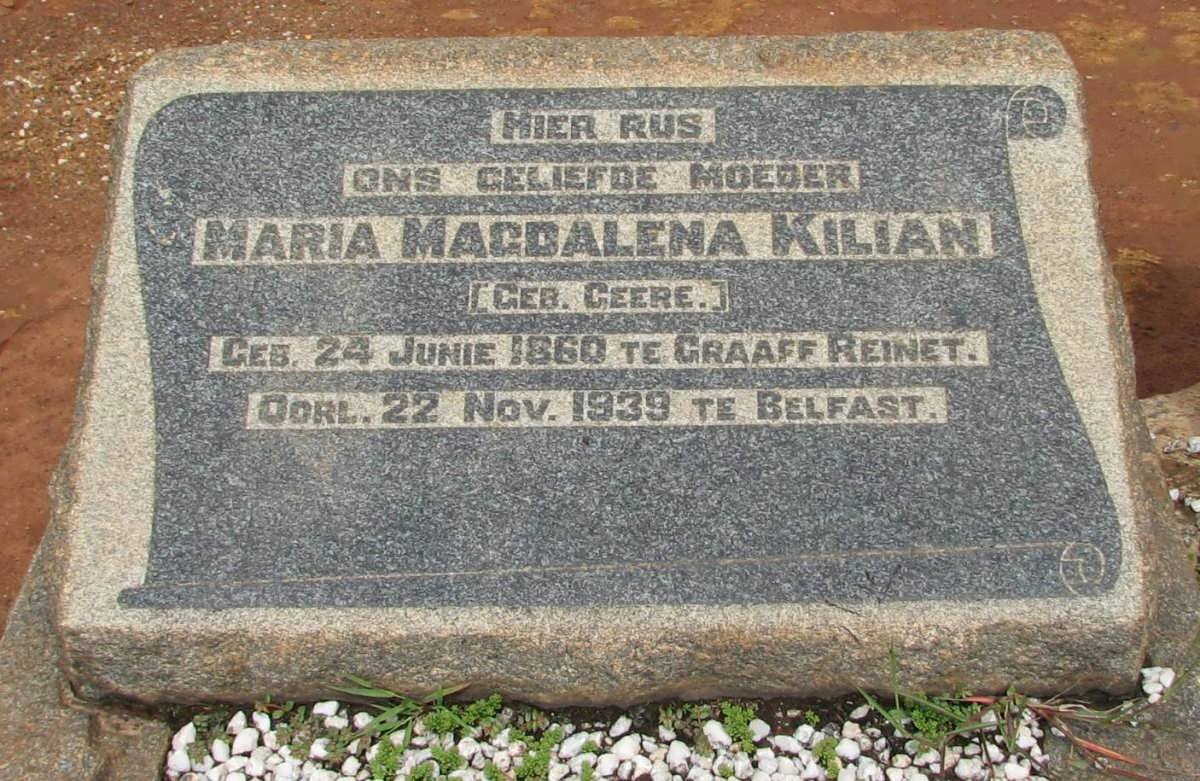 HIER RUS
ONS GELIEFDE MOEDER
MARIA MAGDALENA KILIAN
[GEB. GEERE.]
GEB. 24 JUNIE 1860 TE GRAAFF REINET.
OORL. 22 NOV. 1939 TE BELFAST.